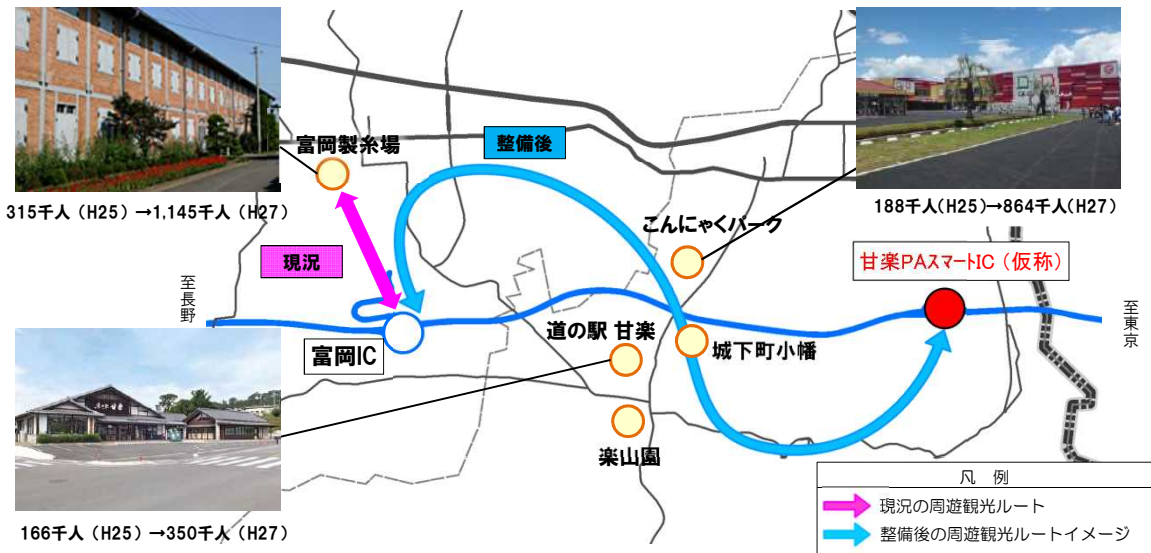 富岡製糸場
整備後
315千人（H25）→1,145千人（H27）
188千人(H25)→864千人(H27)
こんにゃくパーク
現況
甘楽PAスマートIC（仮称）
至長野
至東京
富岡IC
道の駅 甘楽
城下町小幡
楽山園
166千人（H25）→350千人（H27）
凡 例
現況の周遊観光ルート
整備後の周遊観光ルートイメージ